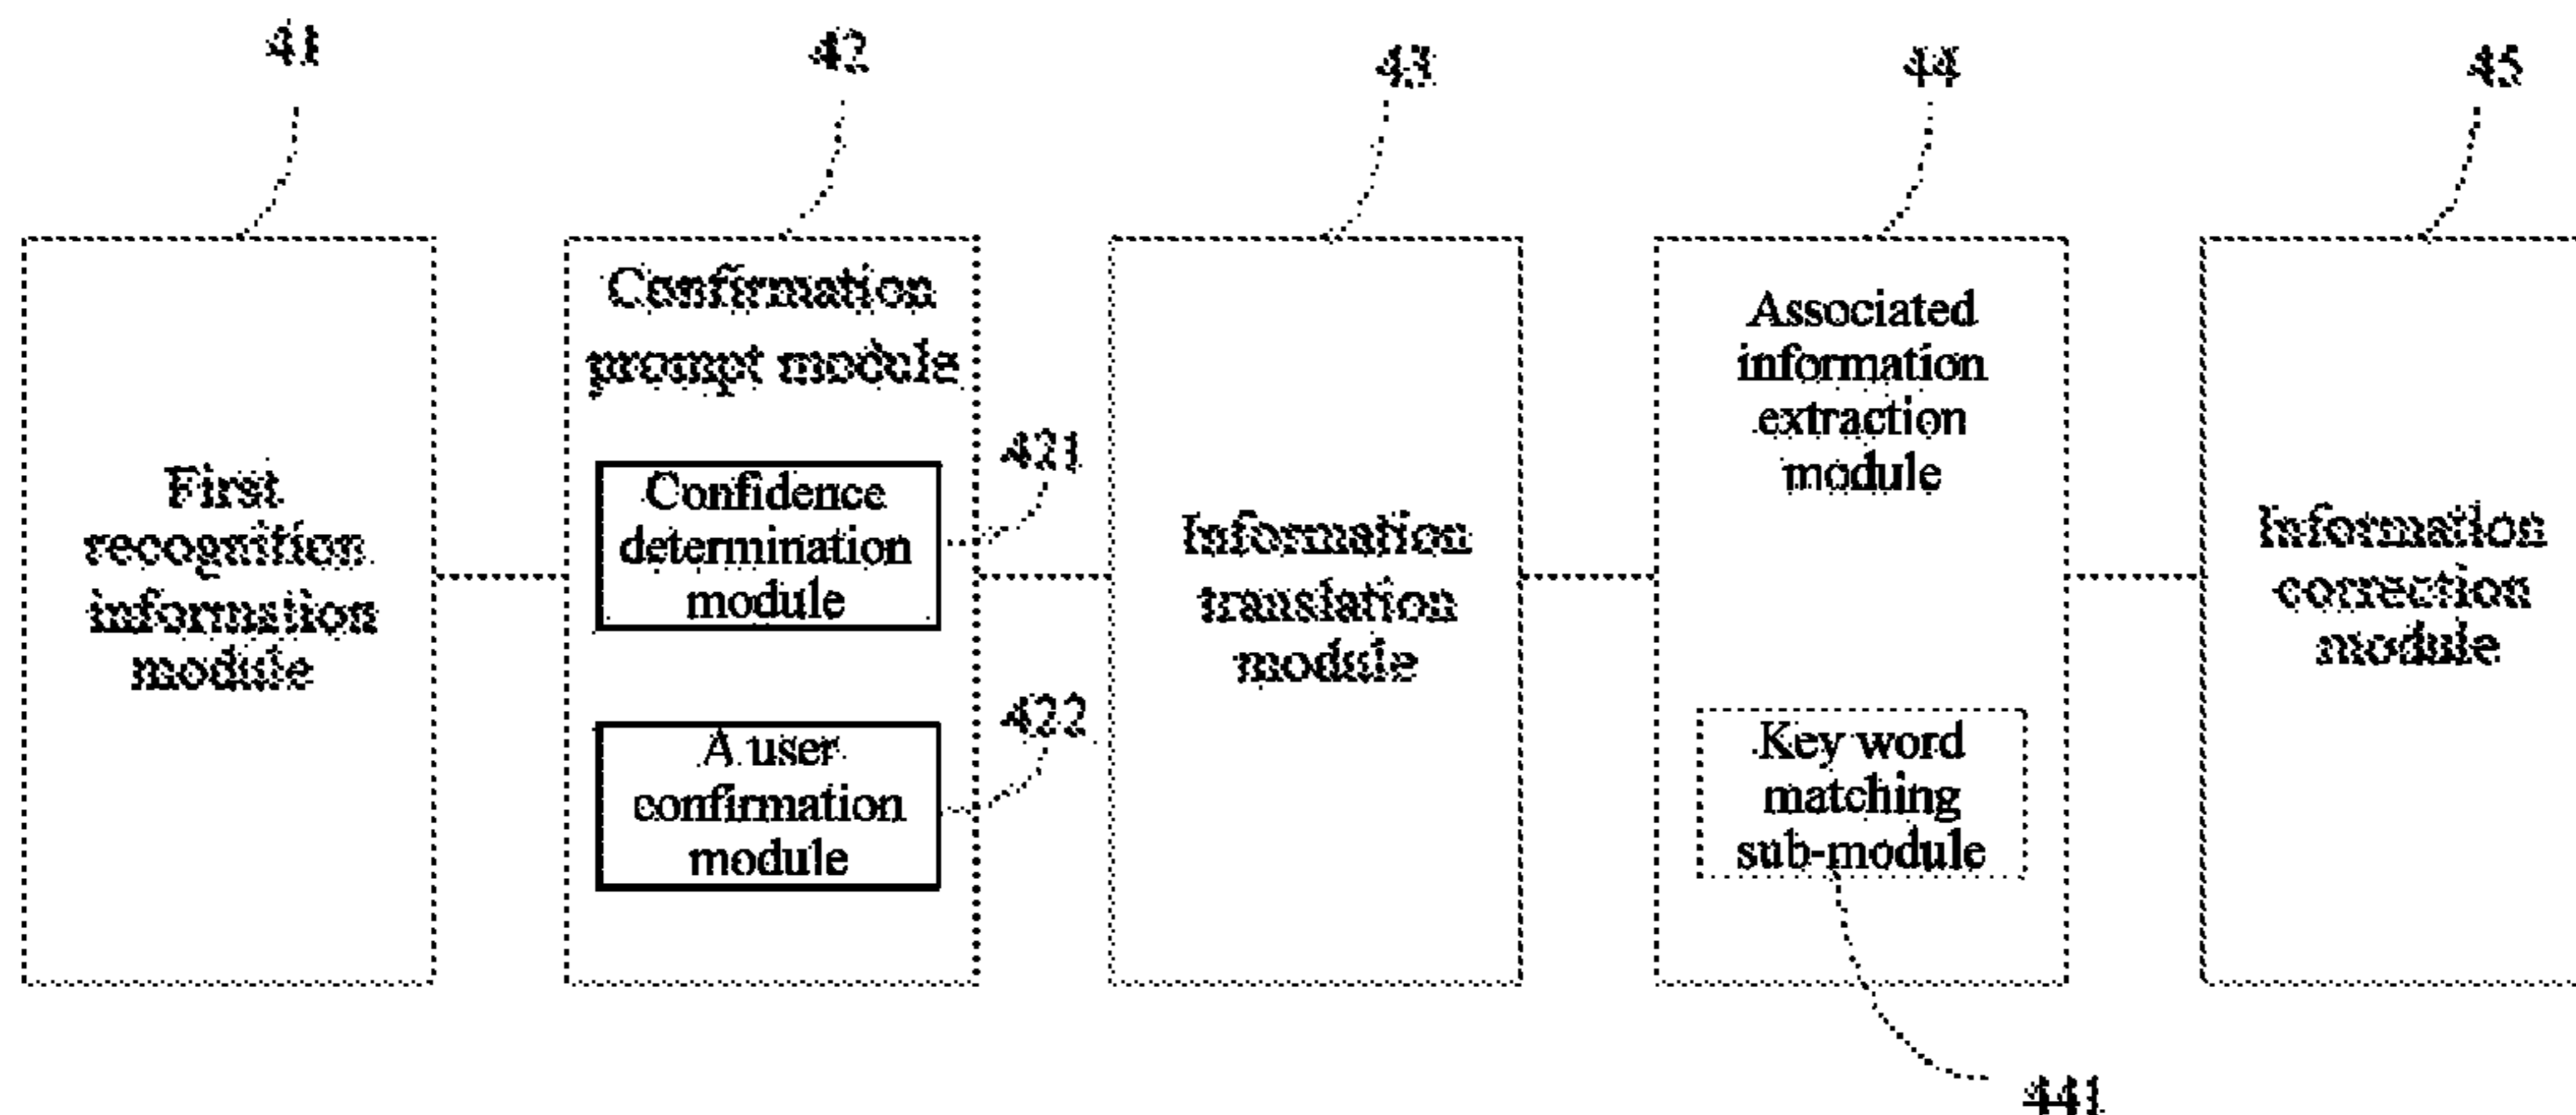 41
42
43
44
45
First
recognition
information
module
Confirmation
prompt module
421
Confidence
determination
module
422
A user
confirmation
module
Information
translation
module
Associated
information
extraction
module
Key word
matching
sub-module
441
Information
correction
module